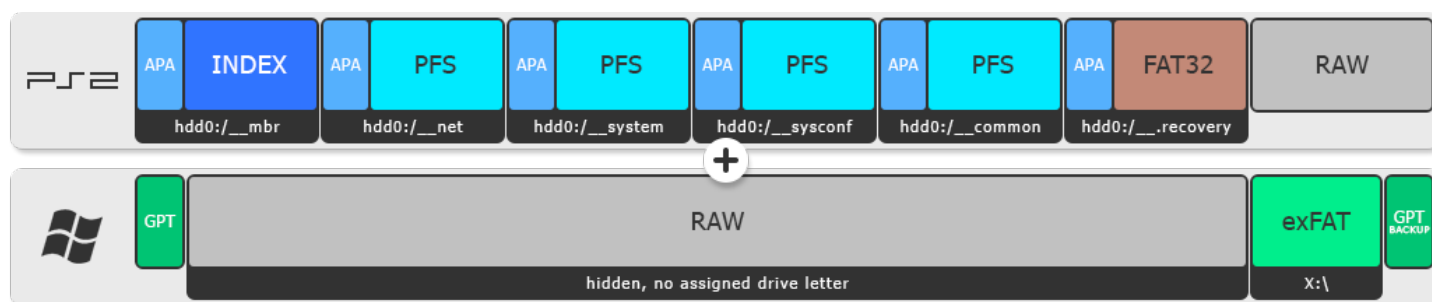 PS2
APA INDEX APA PFS APA PFS APA PFS APA PFS APA FAT32 RAW
hdd0:/__mbr hdd0:/__net hdd0:/__system hdd0:/__sysconf hdd0:/__common hdd0:/__.recovery
+
GPT RAW exFAT GPT
BACKUP
hidden, no assigned drive letter X:\